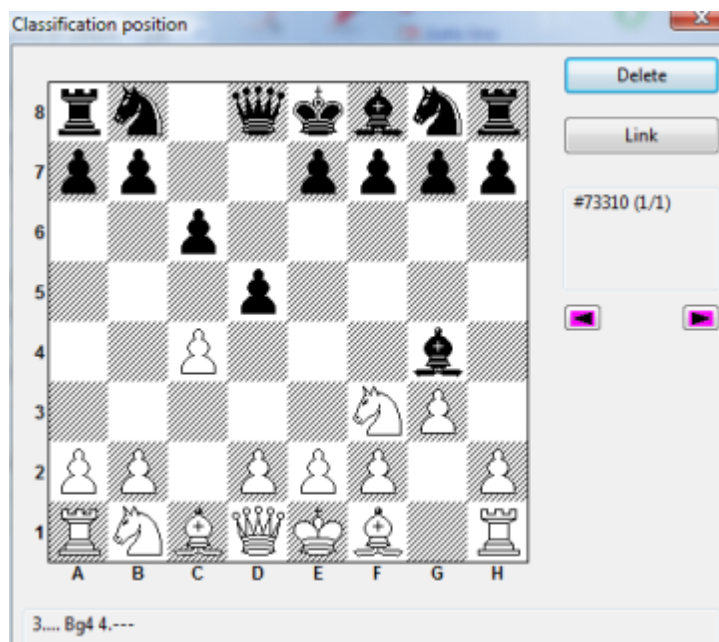 Classification position
Delete
Link
#73310 (1/1)
8
7
6
5
4
3
2
1
A B C D E F G H
3.... Bg4 4.---